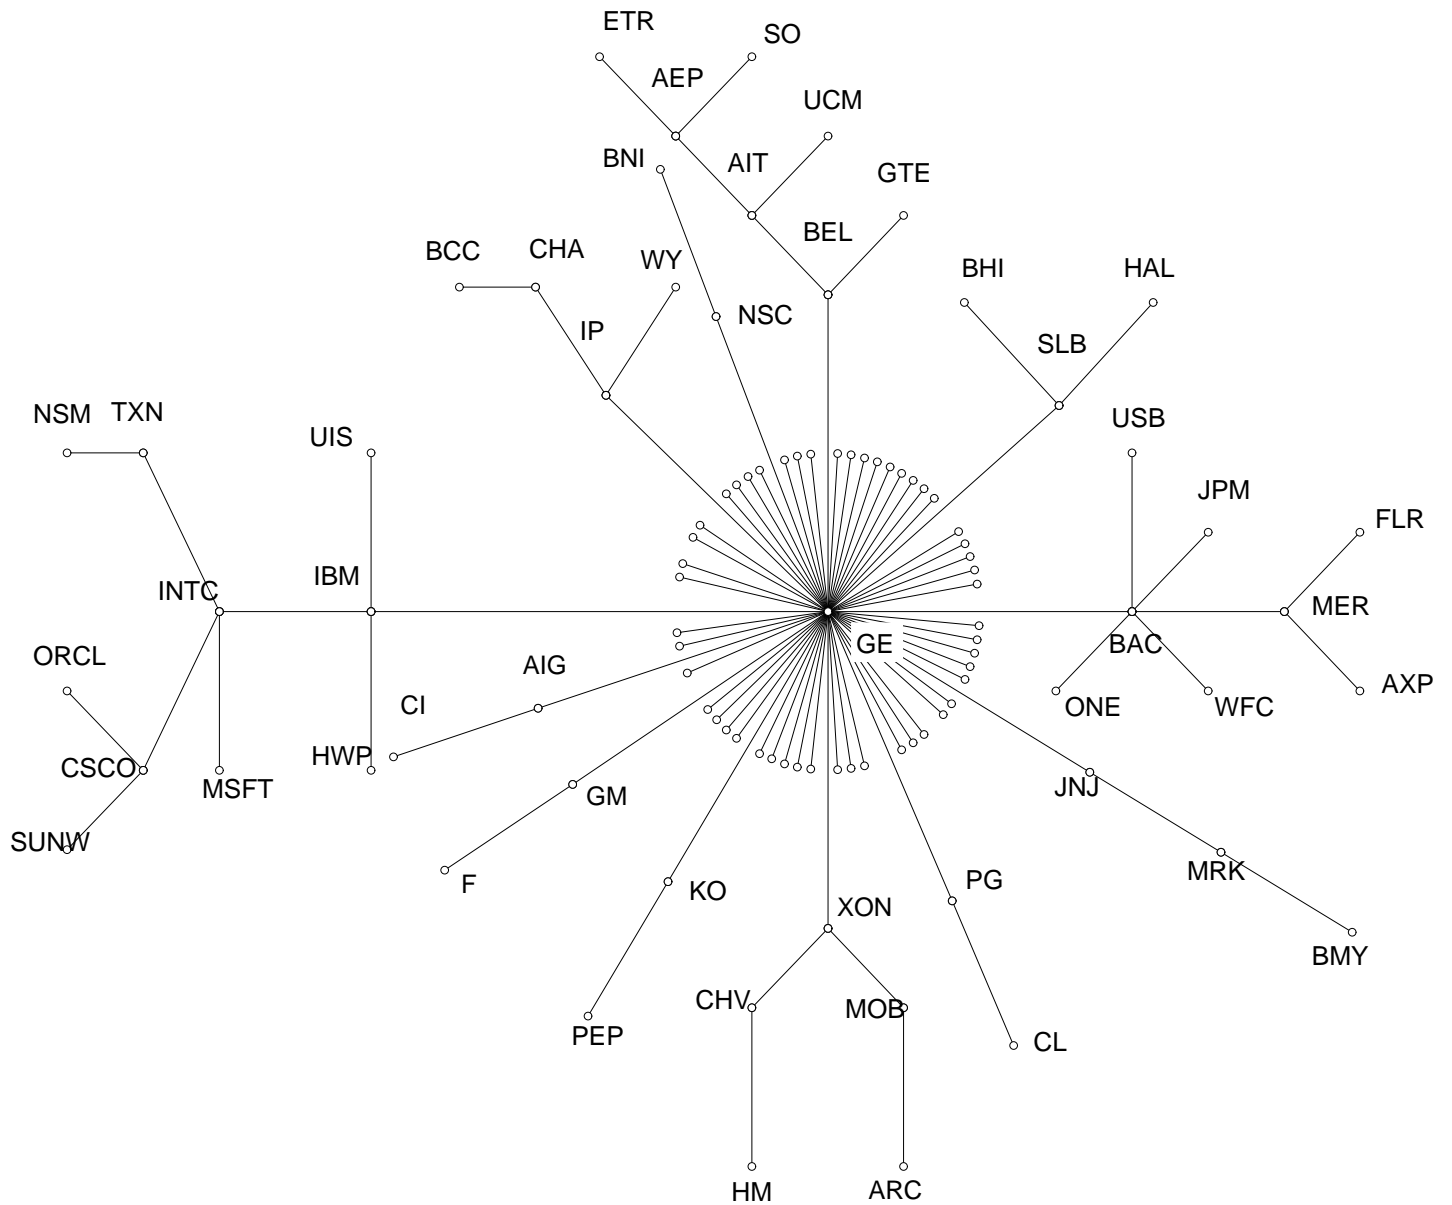 ETR
SO
AEP
UCM
BNI
AIT
GTE
BEL
BCC
CHA
WY
BHI
HAL
NSC
IP
SLB
NSM
TXN
UIS
USB
JPM
FLR
INTC
IBM
MER
GE
BAC
ORCL
AIG
AXP
CI
ONE
WFC
HWP
CSCO
MSFT
GM
JNJ
SUNW
F
KO
PG
MRK
XON
BMY
CHV
MOB
PEP
CL
HM
ARC